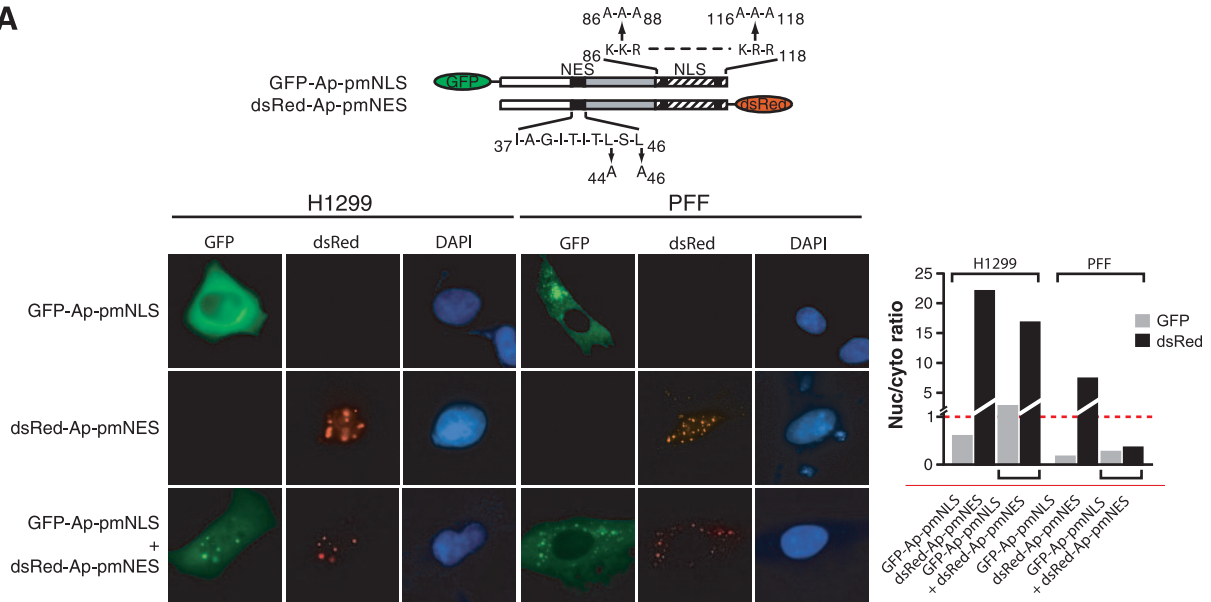 A
86 A-A-A 88 116 A-A-A 118
86 K-K-R K-R-R 118
NES NLS
GFP-Ap-pmNLS GFP
dsRed-Ap-pmNES dsRed
37 I-A-G-I-T-I-T-L-S-L 46
44 A A 46
H1299 PFF
GFP dsRed DAPI GFP dsRed DAPI
GFP-Ap-pmNLS
dsRed-Ap-pmNES
GFP-Ap-pmNLS
+
dsRed-Ap-pmNES
H1299 PFF
Nuc/cyto ratio
25
20
15
10
5
1
0
GFP
dsRed
GFP-Ap-pmNLS
dsRed-Ap-pmNES
GFP-Ap-pmNLS
+ dsRed-Ap-pmNES
GFP-Ap-pmNLS
dsRed-Ap-pmNES
GFP-Ap-pmNLS
+ dsRed-Ap-pmNES